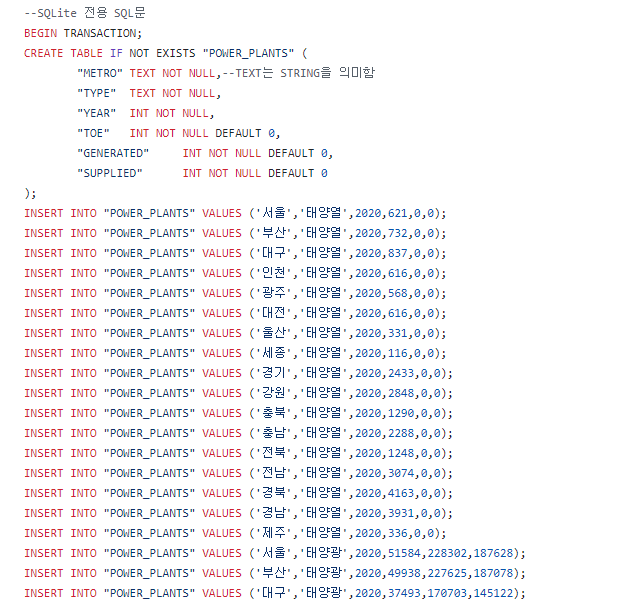 --SQLite 전용 SQL문
BEGIN TRANSACTION;
CREATE TABLE IF NOT EXISTS "POWER_PLANTS" (
"METRO" TEXT NOT NULL,--TEXT는 STRING을 의미함
"TYPE" TEXT NOT NULL,
"YEAR" INT NOT NULL,
"TOE" INT NOT NULL DEFAULT 0,
"GENERATED" INT NOT NULL DEFAULT 0,
"SUPPLIED" INT NOT NULL DEFAULT 0
);
INSERT INTO "POWER_PLANTS" VALUES ('서울','태양열',2020,621,0,0);
INSERT INTO "POWER_PLANTS" VALUES ('부산','태양열',2020,732,0,0);
INSERT INTO "POWER_PLANTS" VALUES ('대구','태양열',2020,837,0,0);
INSERT INTO "POWER_PLANTS" VALUES ('인천','태양열',2020,616,0,0);
INSERT INTO "POWER_PLANTS" VALUES ('광주','태양열',2020,568,0,0);
INSERT INTO "POWER_PLANTS" VALUES ('대전','태양열',2020,616,0,0);
INSERT INTO "POWER_PLANTS" VALUES ('울산','태양열',2020,331,0,0);
INSERT INTO "POWER_PLANTS" VALUES ('세종','태양열',2020,116,0,0);
INSERT INTO "POWER_PLANTS" VALUES ('경기','태양열',2020,2433,0,0);
INSERT INTO "POWER_PLANTS" VALUES ('강원','태양열',2020,2848,0,0);
INSERT INTO "POWER_PLANTS" VALUES ('충북','태양열',2020,1290,0,0);
INSERT INTO "POWER_PLANTS" VALUES ('충남','태양열',2020,2288,0,0);
INSERT INTO "POWER_PLANTS" VALUES ('전북','태양열',2020,1248,0,0);
INSERT INTO "POWER_PLANTS" VALUES ('전남','태양열',2020,3074,0,0);
INSERT INTO "POWER_PLANTS" VALUES ('경북','태양열',2020,4163,0,0);
INSERT INTO "POWER_PLANTS" VALUES ('경남','태양열',2020,3931,0,0);
INSERT INTO "POWER_PLANTS" VALUES ('제주','태양열',2020,336,0,0);
INSERT INTO "POWER_PLANTS" VALUES ('서울','태양광',2020,51584,228302,187628);
INSERT INTO "POWER_PLANTS" VALUES ('부산','태양광',2020,49938,227625,187078);
INSERT INTO "POWER_PLANTS" VALUES ('대구','태양광',2020,37493,170703,145122);